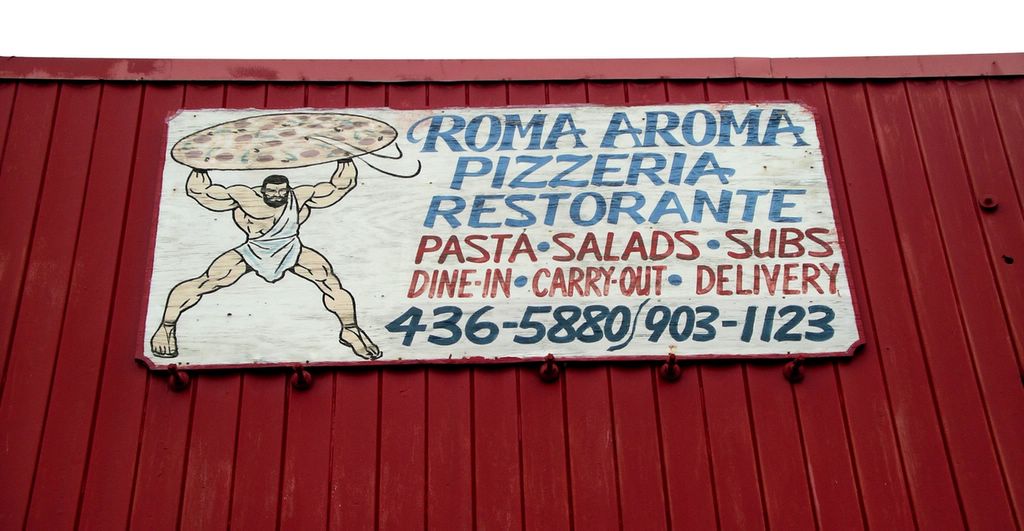 ROMA AROMA
PIZZERIA
RESTORANTE
PASTA • SALADS • SUBS
DINE-IN • CARRY-OUT • DELIVERY
436-5880/903-1123